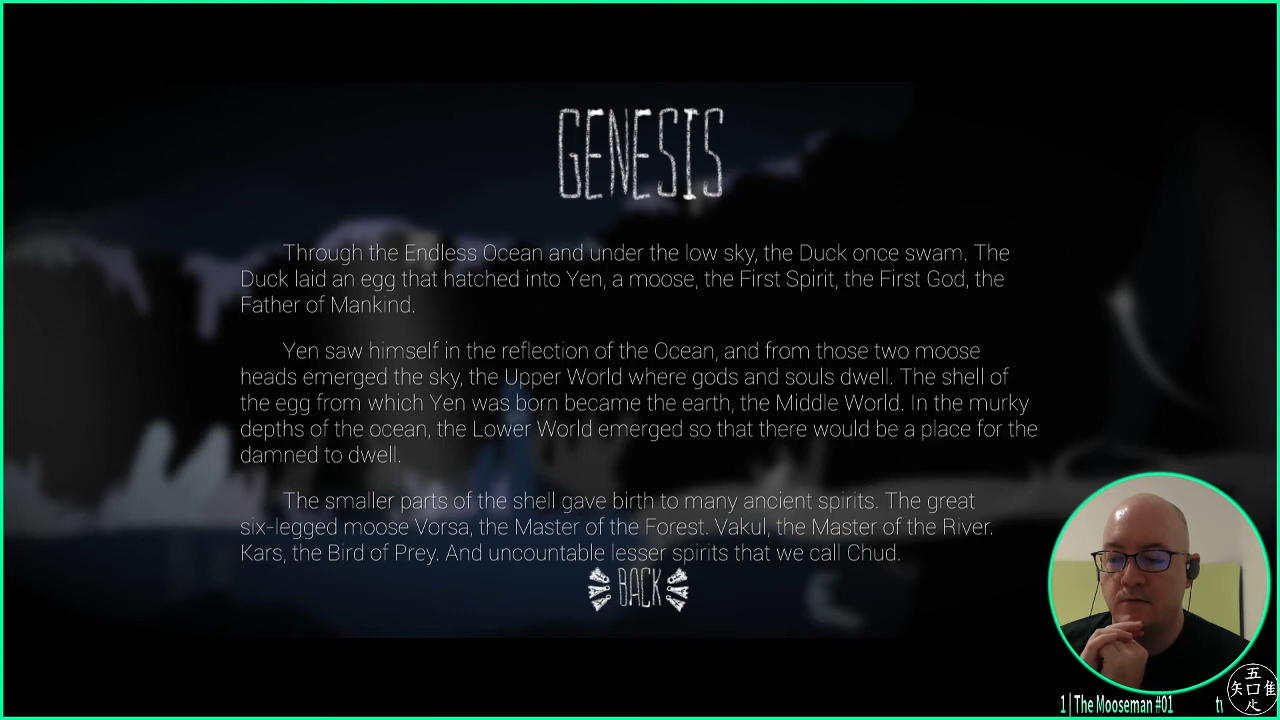 GENESIS
Through the Endless Ocean and under the low sky, the Duck once swam. The
Duck laid an egg that hatched into Yen, a moose, the First Spirit, the First God, the
Father of Mankind.
Yen saw himself in the reflection of the Ocean, and from those two moose
heads emerged the sky, the Upper World where gods and souls dwell. The shell of
the egg from which Yen was born became the earth, the Middle World. In the murky
depths of the ocean, the Lower World emerged so that there would be a place for the
damned to dwell.
The smaller parts of the shell gave birth to many ancient spirits. The great
six-legged moose Vorsa, the Master of the Forest. Vakul, the Master of the River.
Kars, the Bird of Prey. And uncountable lesser spirits that we call Chud.
BACK
1 | The Mooseman #01